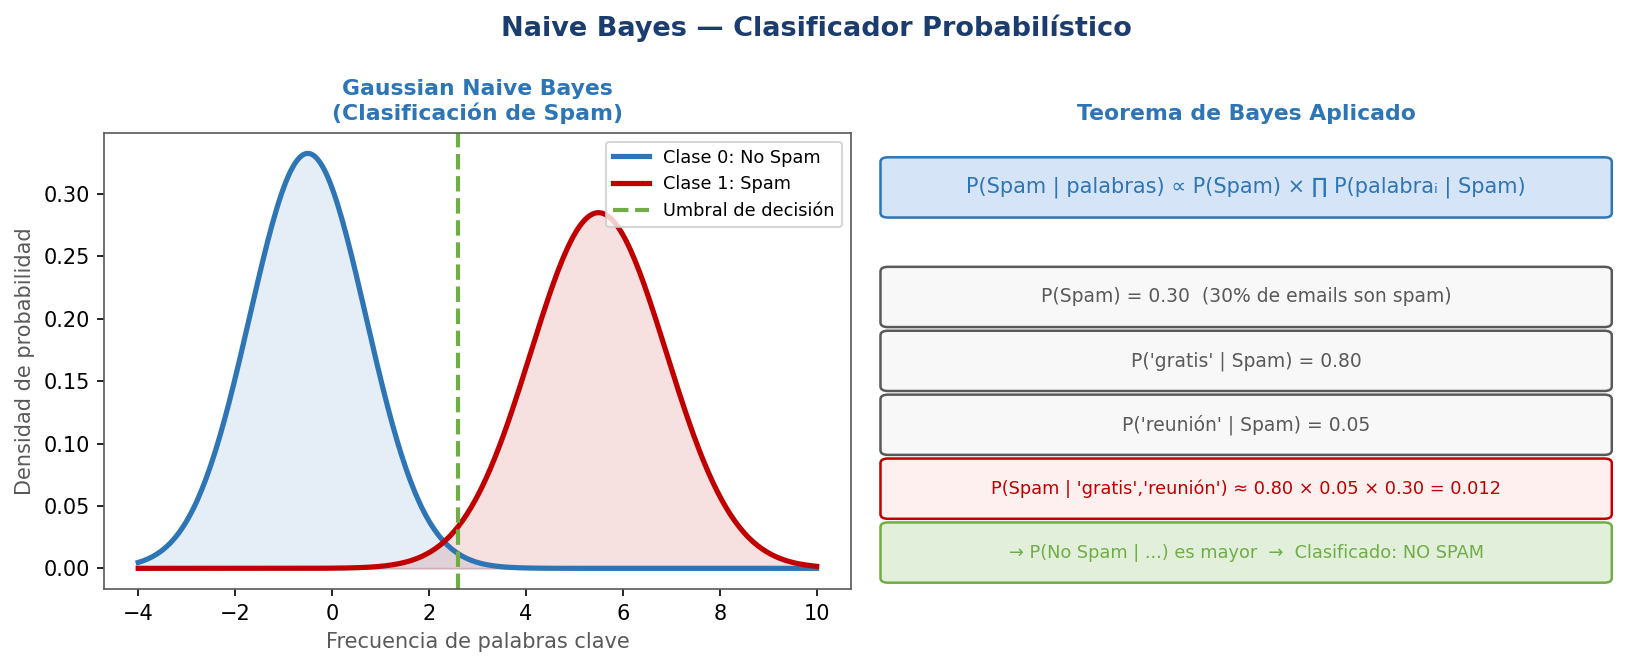 Naive Bayes — Clasificador Probabilístico
Gaussian Naive Bayes
(Clasificación de Spam)
Densidad de probabilidad
0.30
0.25
0.20
0.15
0.10
0.05
0.00
−4 −2 0 2 4 6 8 10
Frecuencia de palabras clave
Clase 0: No Spam
Clase 1: Spam
Umbral de decisión
Teorema de Bayes Aplicado
P(Spam | palabras) ∝ P(Spam) × ∏ P(palabraᵢ | Spam)
P(Spam) = 0.30 (30% de emails son spam)
P('gratis' | Spam) = 0.80
P('reunión' | Spam) = 0.05
P(Spam | 'gratis','reunión') ≈ 0.80 × 0.05 × 0.30 = 0.012
→ P(No Spam | ...) es mayor → Clasificado: NO SPAM